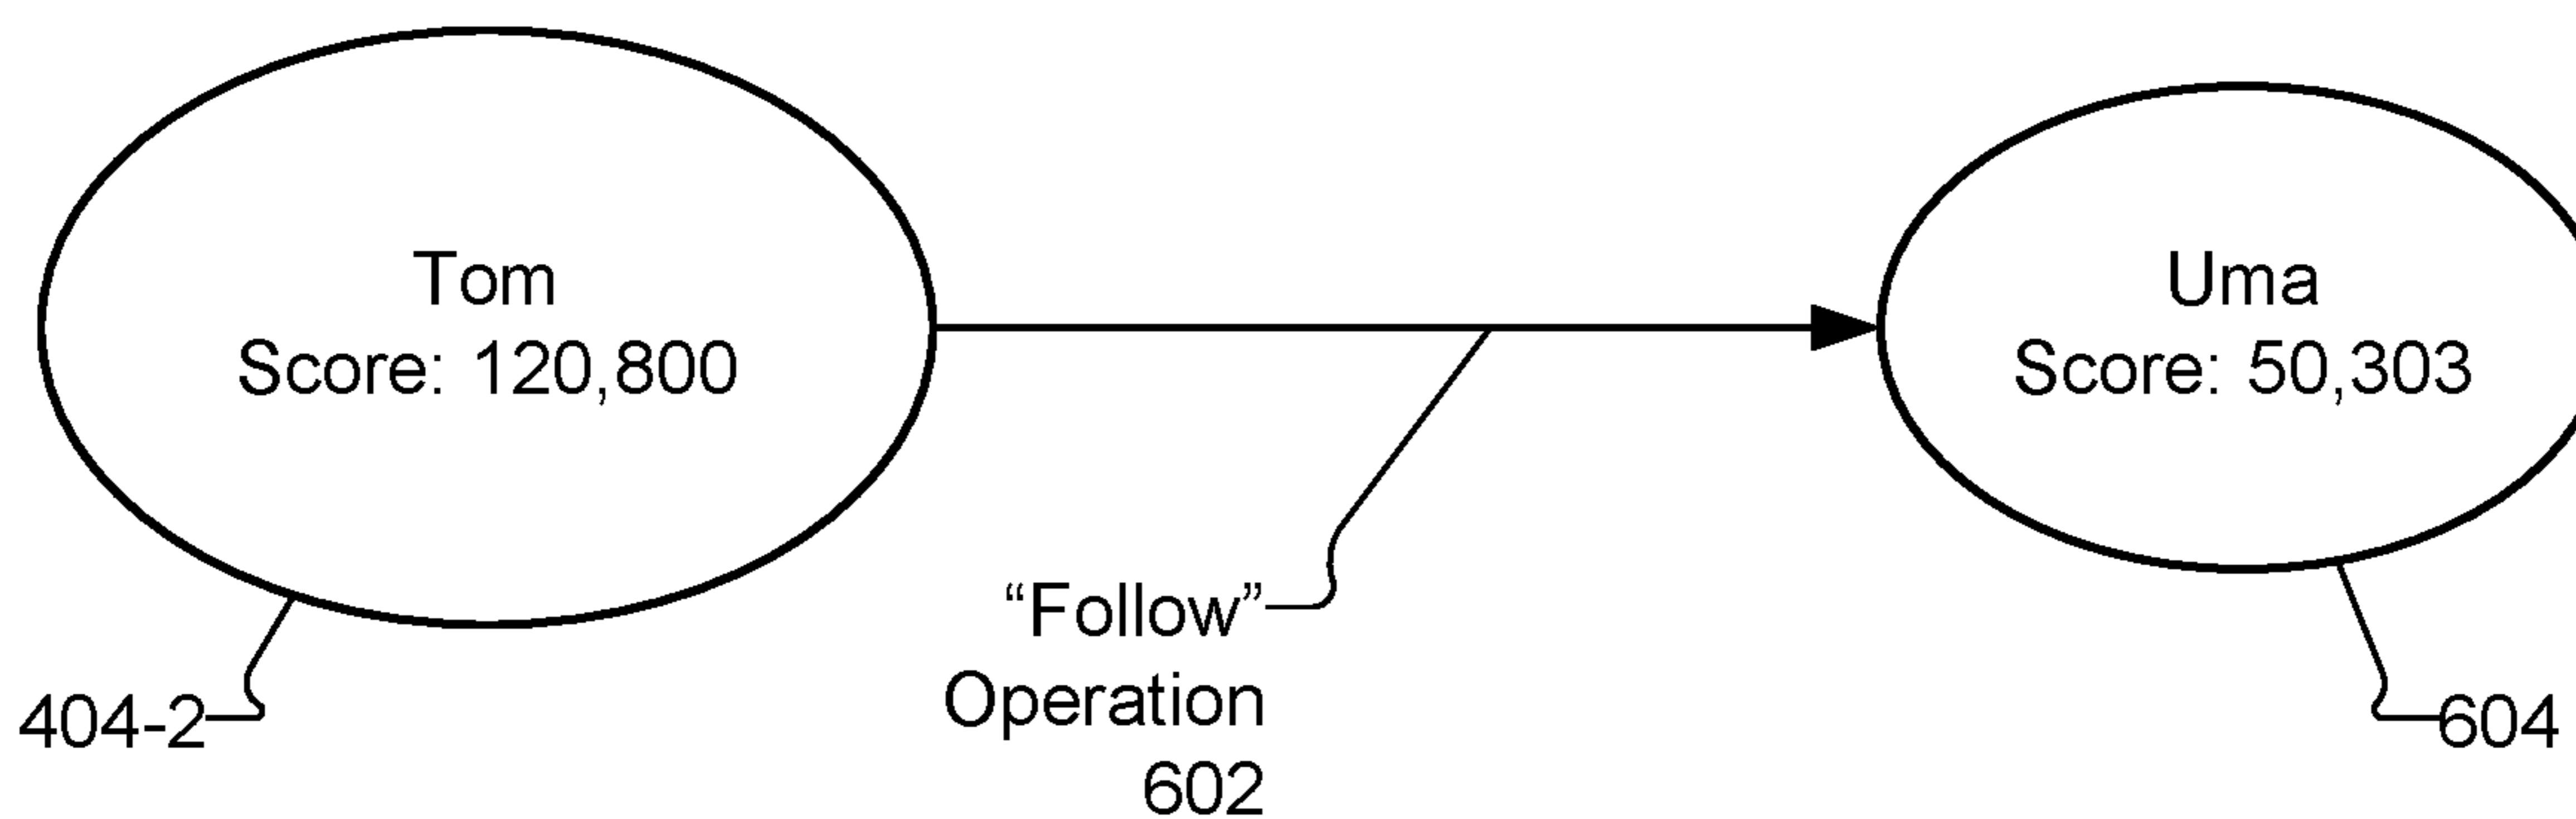 Tom
Score: 120,800
Uma
Score: 50,303
“Follow”
Operation
602
404-2
604